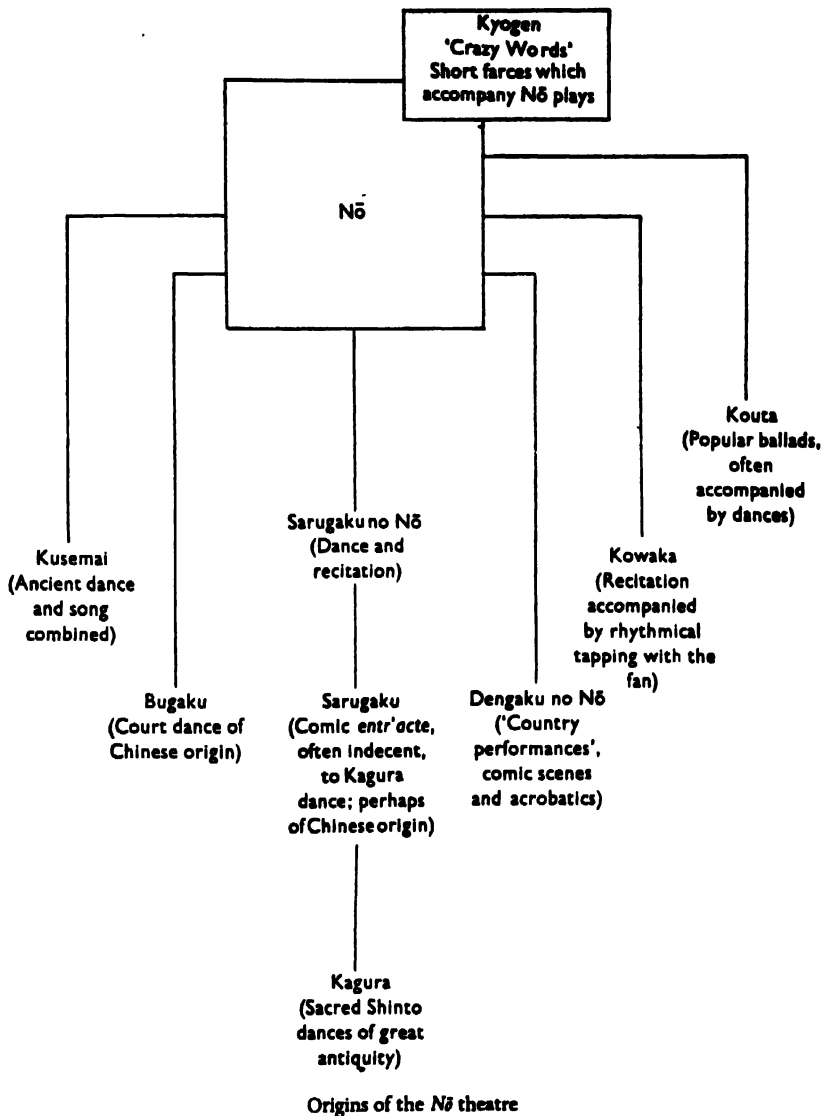 Kyogen
'Crazy Words'
Short farces which
accompany Nō plays
Nō
Kouta
(Popular ballads,
often
accompanied
by dances)
Sarugaku no Nō
(Dance and
recitation)
Kowaka
(Recitation
accompanied
by rhythmical
tapping with the
fan)
Kusemai
(Ancient dance
and song
combined)
Bugaku
(Court dance of
Chinese origin)
Sarugaku
(Comic entr'acte,
often indecent,
to Kagura
dance; perhaps
of Chinese origin)
Dengaku no Nō
('Country
performances',
comic scenes
and acrobatics)
Kagura
(Sacred Shinto
dances of great
antiquity)
Origins of the Nō theatre